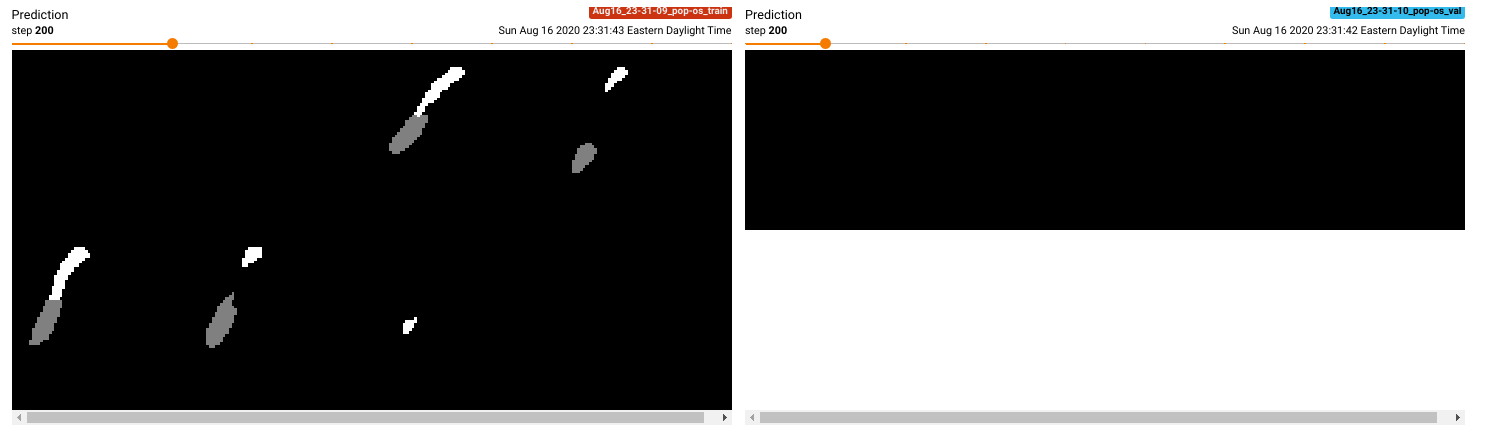 Prediction
Aug16_23-31-09_pop-os_train
step 200
Sun Aug 16 2020 23:31:43 Eastern Daylight Time
Prediction
Aug16_23-31-10_pop-os_val
step 200
Sun Aug 16 2020 23:31:42 Eastern Daylight Time